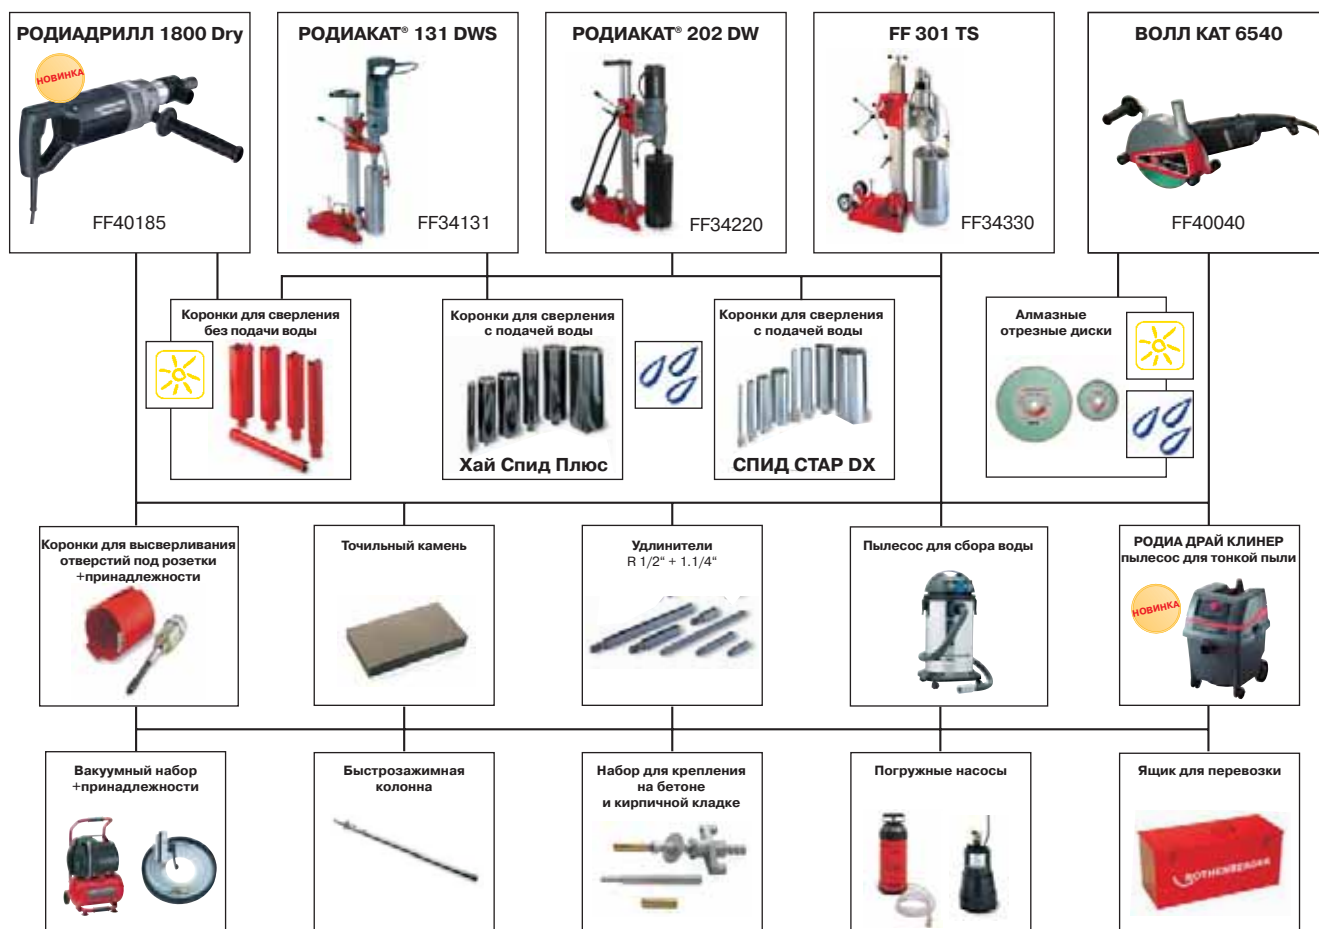 РОДИАДРИЛЛ 1800 Dry
НОВИНКА
FF40185
РОДИАКАТ® 131 DWS
FF34131
РОДИАКАТ® 202 DW
FF34220
FF 301 TS
FF34330
ВОЛЛ КАТ 6540
FF40040
Коронки для сверления
без подачи воды
Коронки для сверления
с подачей воды
Хай Спид Плюс
Коронки для сверления
с подачей воды
СПИД СТАР DX
Алмазные
отрезные диски
Коронки для высверливания
отверстий под розетки
+принадлежности
Точильный камень
Удлинители
R 1/2“ + 1.1/4“
Пылесос для сбора воды
РОДИА ДРАЙ КЛИНЕР
пылесос для тонкой пыли
НОВИНКА
Вакуумный набор
+принадлежности
Быстрозажимная
колонна
Набор для крепления
на бетоне
и кирпичной кладке
Погружные насосы
Ящик для перевозки
ROTHENBERGER